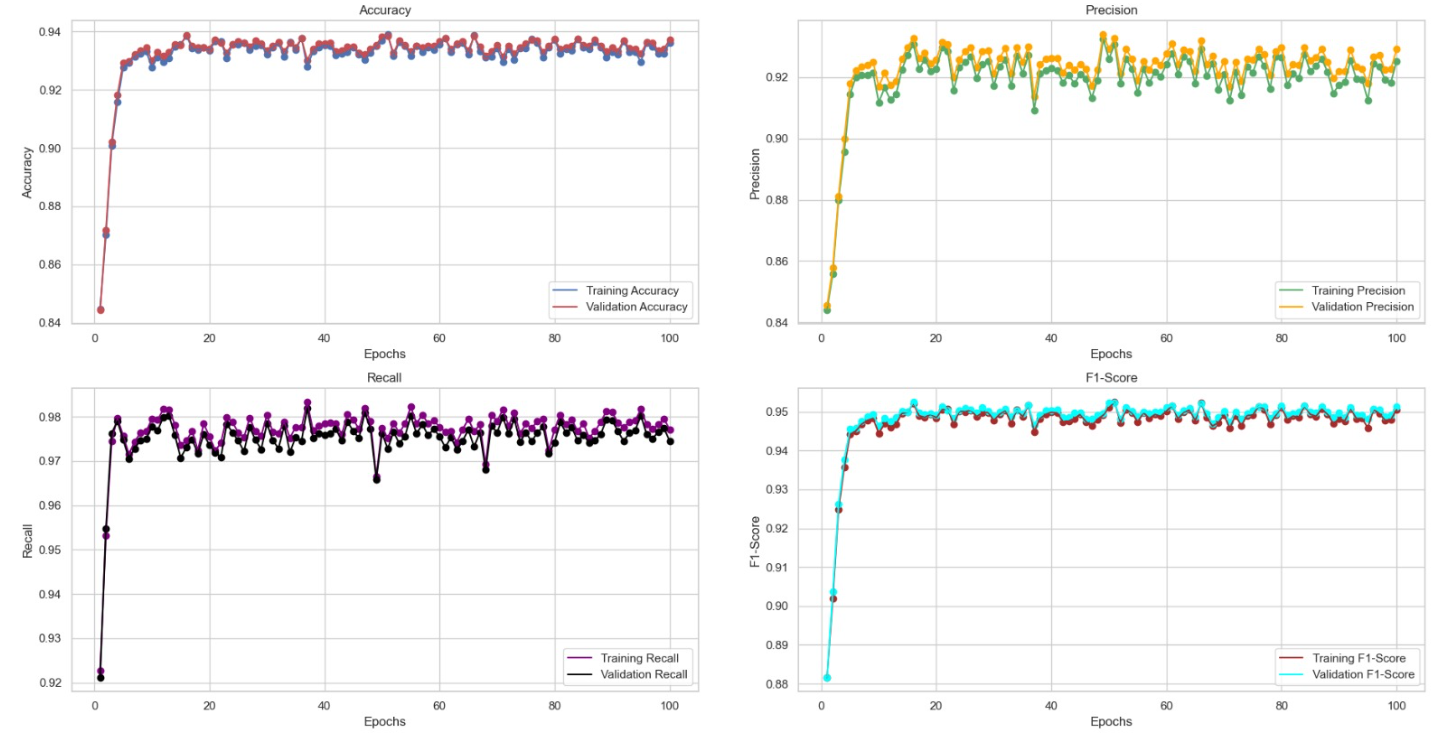 Accuracy
0.94
0.92
0.90
0.88
0.86
0.84
Accuracy
Training Accuracy
Validation Accuracy
0 20 40 60 80 100
Epochs
Precision
0.92
0.90
0.88
0.86
0.84
Precision
Training Precision
Validation Precision
0 20 40 60 80 100
Epochs
Recall
0.98
0.97
0.96
0.95
0.94
0.93
0.92
Recall
Training Recall
Validation Recall
0 20 40 60 80 100
Epochs
F1-Score
0.95
0.94
0.93
0.92
0.91
0.90
0.89
0.88
F1-Score
Training F1-Score
Validation F1-Score
0 20 40 60 80 100
Epochs